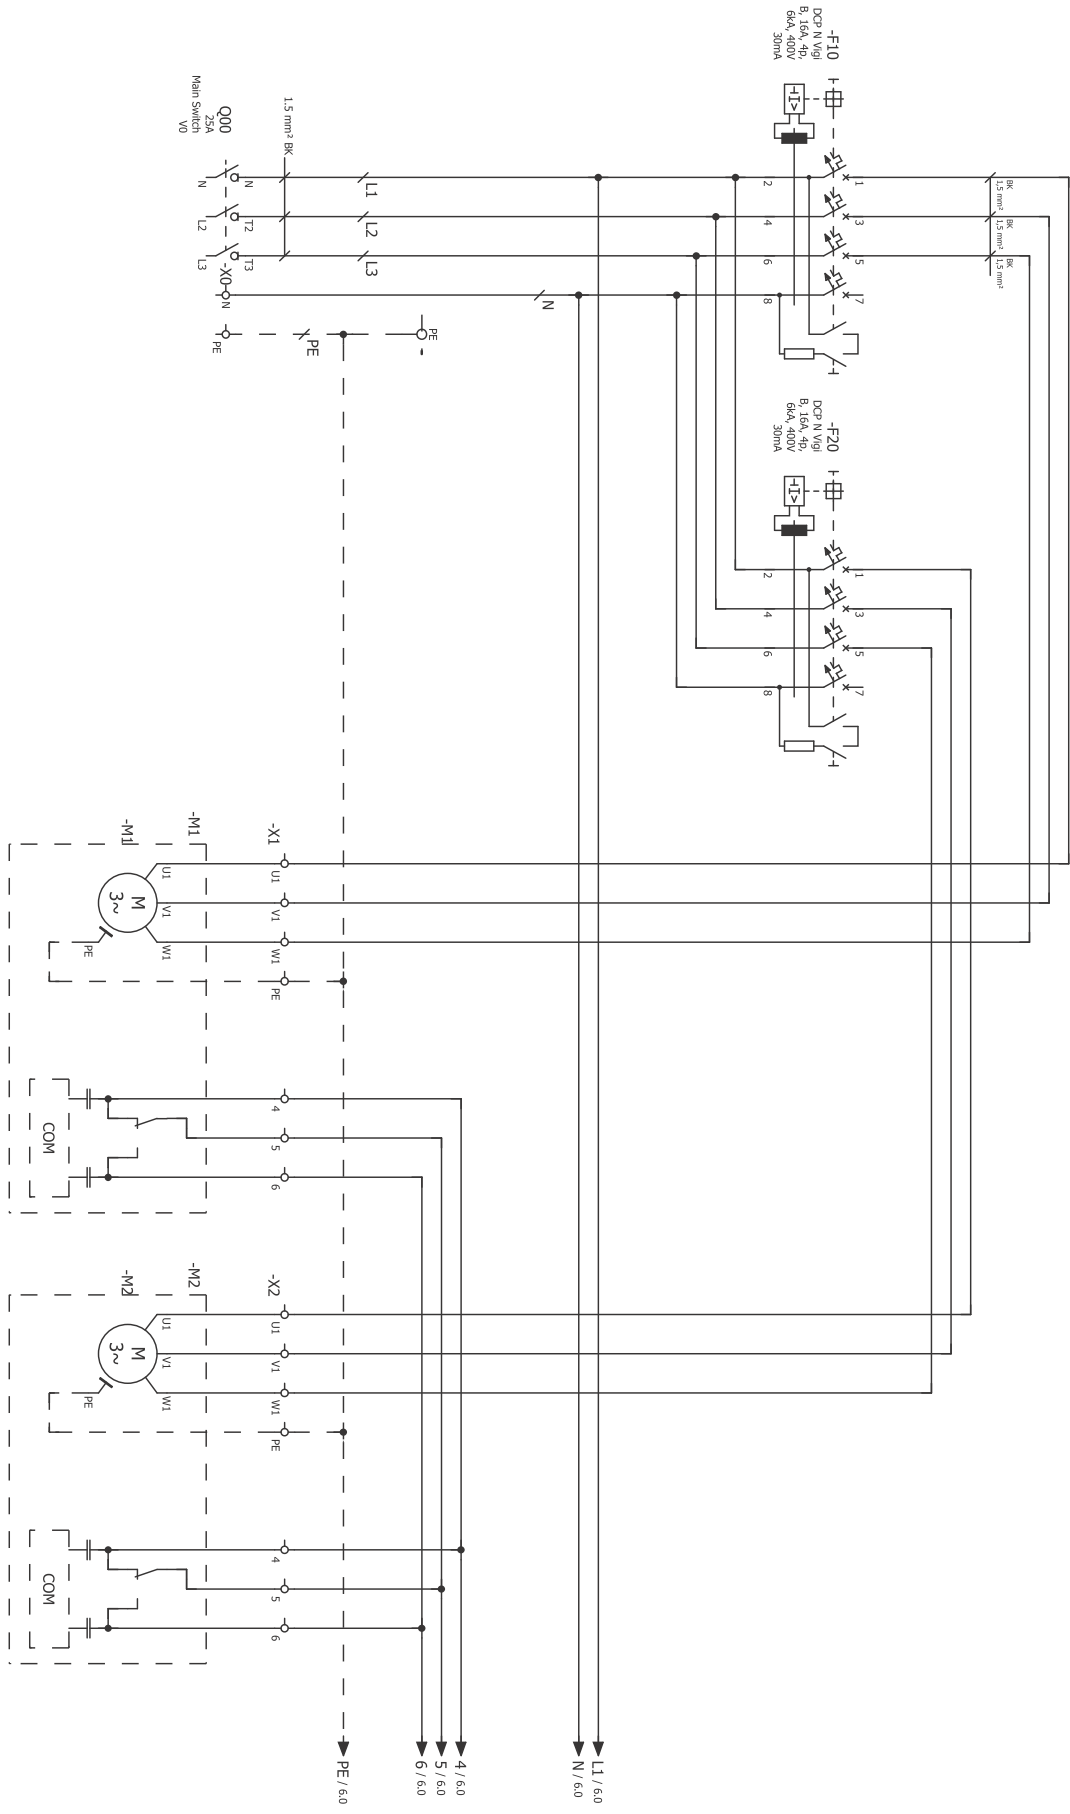 -F10
DCP N Vigi
B, 16A, 4p,
6kA, 400V
30mA
I>
1
3
5
7
2
4
6
8
BK
1,5 mm²
BK
1,5 mm²
BK
1,5 mm²
1.5 mm² BK
Q00
25A
Main Switch
V0
N
T2
T3
N
L2
L3
L1
L2
L3
-X0
N
N
PE
PE
PE
-F20
DCP N Vigi
B, 16A, 4p,
6kA, 400V
30mA
I>
1
3
5
7
2
4
6
8
-X1
-M1
-M1
U1
V1
W1
PE
U1
V1
W1
PE
M
3~
4
5
6
COM
-X2
-M2
-M2
U1
V1
W1
PE
U1
V1
W1
PE
M
3~
4
5
6
COM
L1 / 6.0
N / 6.0
4 / 6.0
5 / 6.0
6 / 6.0
PE / 6.0